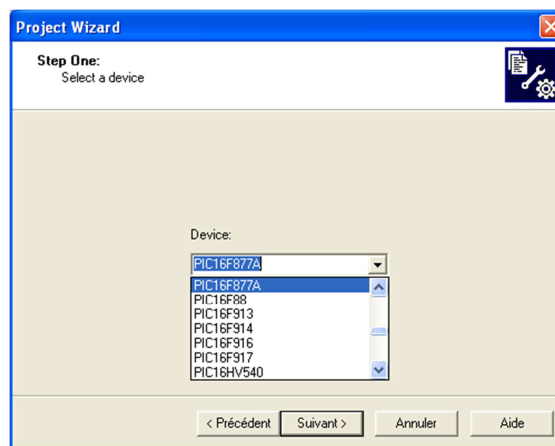 Project Wizard
Step One:
Select a device
Device:
PIC16F877A
PIC16F877A
PIC16F88
PIC16F913
PIC16F914
PIC16F916
PIC16F917
PIC16HV540
< Précédent Suivant > Annuler Aide